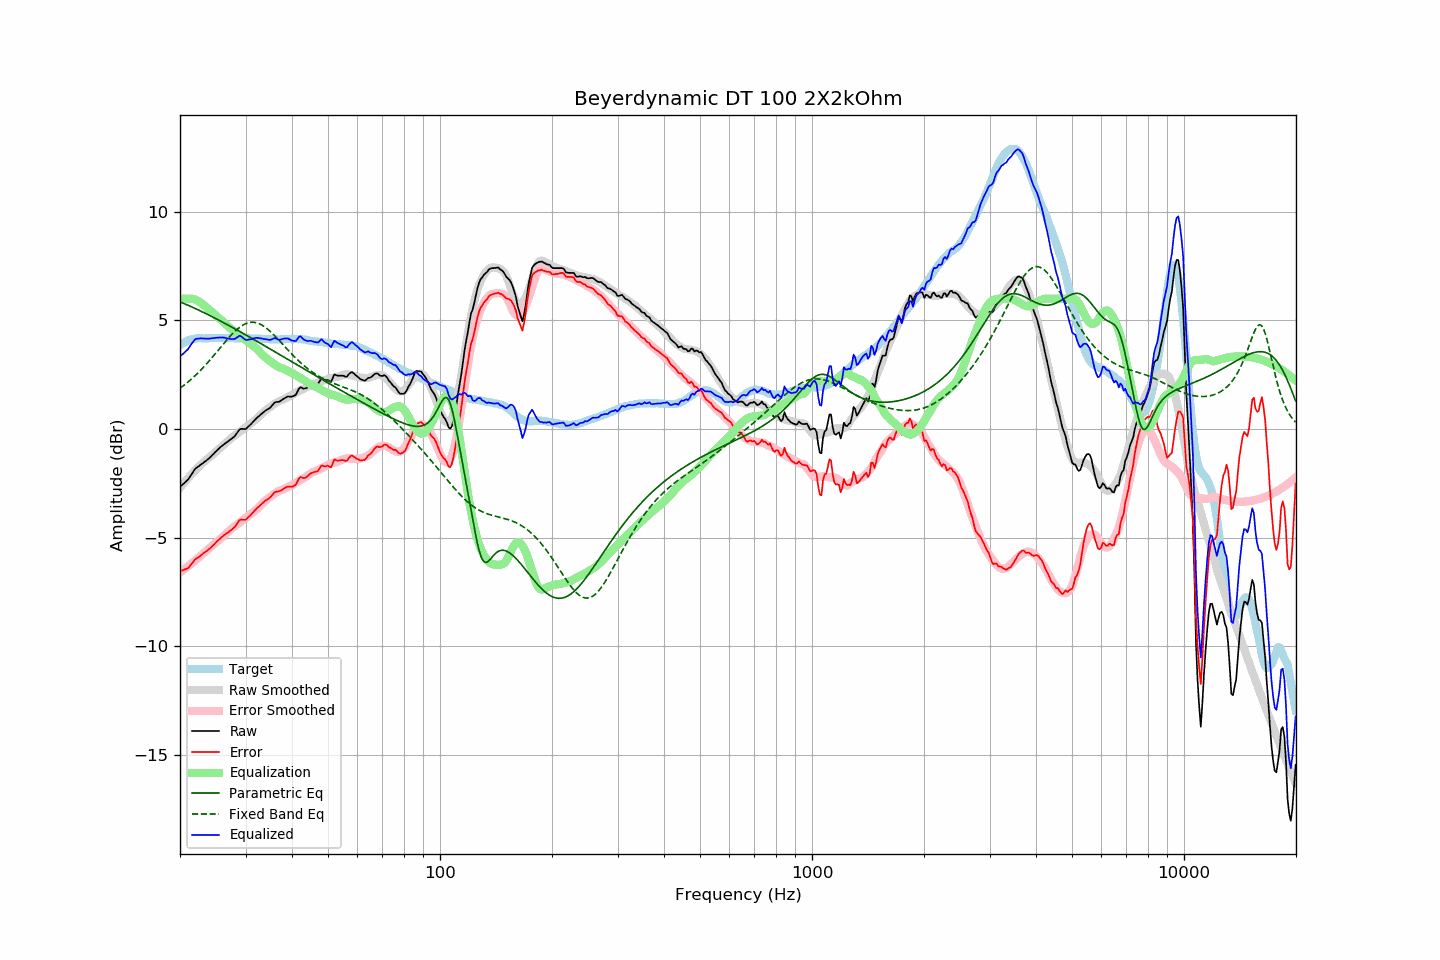 Beyerdynamic DT 100 2X2kOhm
Amplitude (dBr)
10
5
0
−5
−10
−15
Target
Raw Smoothed
Error Smoothed
Raw
Error
Equalization
Parametric Eq
Fixed Band Eq
Equalized
100
1000
10000
Frequency (Hz)